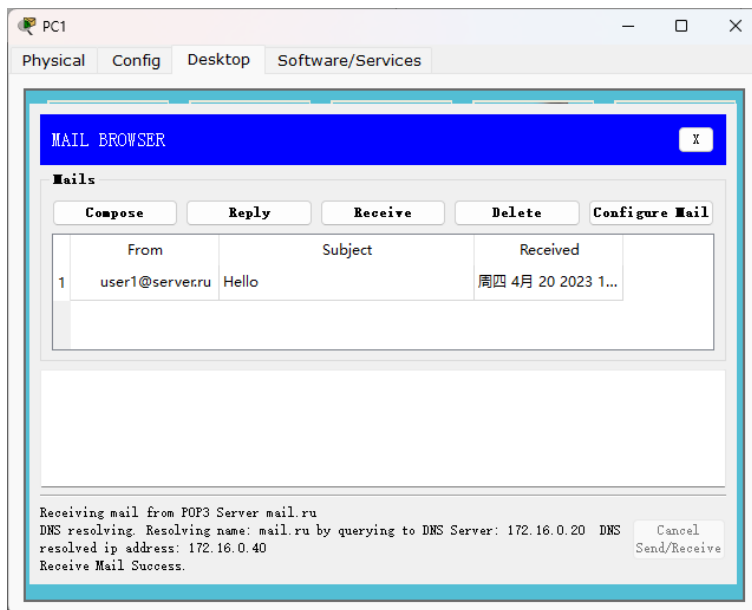 PC1
Physical Config Desktop Software/Services
MAIL BROWSER X
Mails
Compose Reply Receive Delete Configure Mail
From Subject Received
1 user1@server.ru Hello 周四 4月 20 2023 1...
Receiving mail from POP3 Server mail.ru
DNS resolving. Resolving name: mail.ru by querying to DNS Server: 172.16.0.20 DNS
resolved ip address: 172.16.0.40
Receive Mail Success.
Cancel
Send/Receive